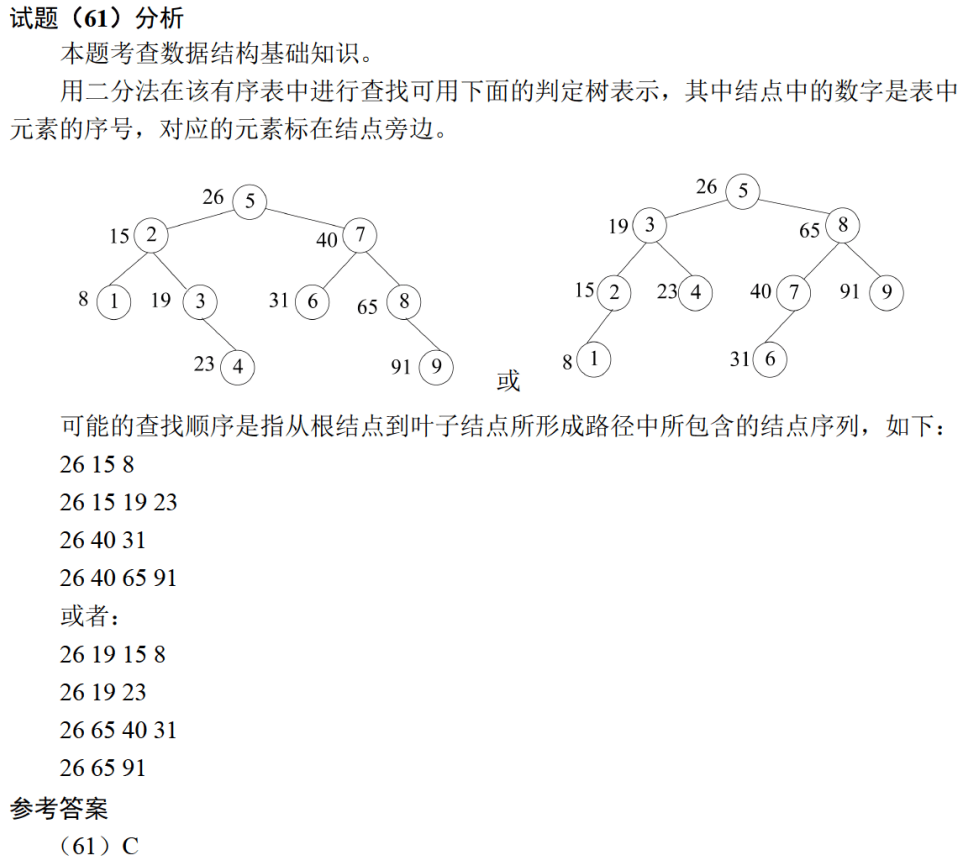 试题（61）分析
本题考查数据结构基础知识。
用二分法在该有序表中进行查找可用下面的判定树表示，其中结点中的数字是表中
元素的序号，对应的元素标在结点旁边。
26 5
15 2 40 7
8 1 19 3 31 6 65 8
23 4 91 9
或
26 5
19 3 65 8
15 2 23 4 40 7 91 9
8 1 31 6
可能的查找顺序是指从根结点到叶子结点所形成路径中所包含的结点序列，如下：
26 15 8
26 15 19 23
26 40 31
26 40 65 91
或者：
26 19 15 8
26 19 23
26 65 40 31
26 65 91
参考答案
（61）C